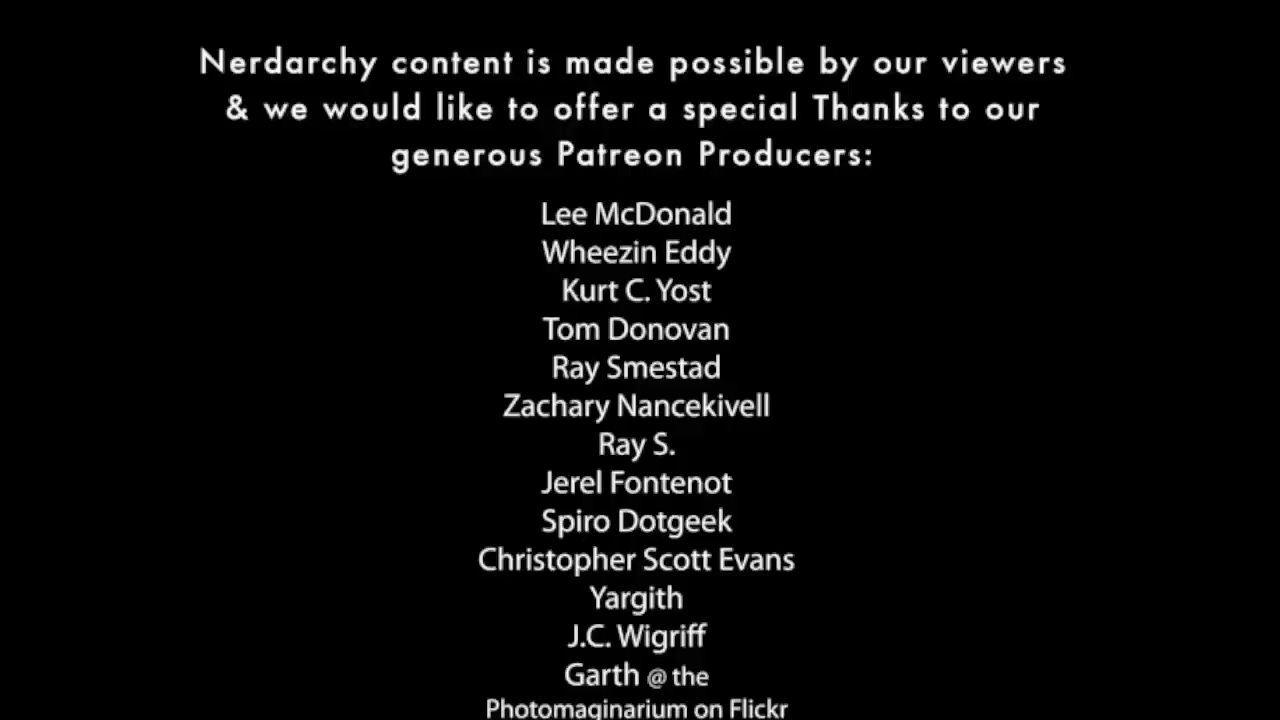 Nerdarchy content is made possible by our viewers
& we would like to offer a special Thanks to our
generous Patreon Producers:
Lee McDonald
Wheezin Eddy
Kurt C. Yost
Tom Donovan
Ray Smestad
Zachary Nancekivell
Ray S.
Jerel Fontenot
Spiro Dotgeek
Christopher Scott Evans
Yargith
J.C. Wigriff
Garth @ the
Photomaginarium on Flickr